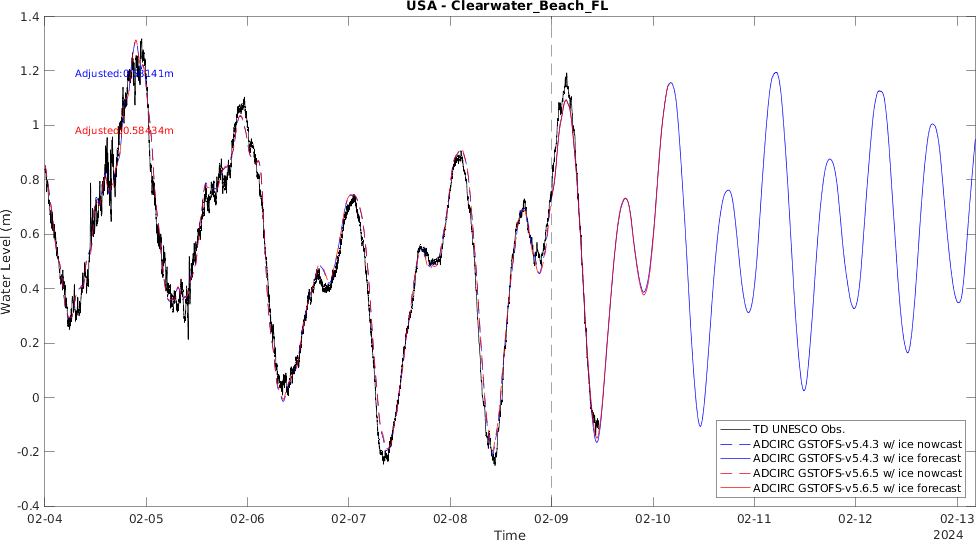 USA - Clearwater_Beach_FL
1.4
1.2
1
0.8
0.6
0.4
0.2
0
-0.2
-0.4
Water Level (m)
Adjusted:
Adjusted:0.58434m
TD UNESCO Obs.
ADCIRC GSTOFS-v5.4.3 w/ ice nowcast
ADCIRC GSTOFS-v5.4.3 w/ ice forecast
ADCIRC GSTOFS-v5.6.5 w/ ice nowcast
ADCIRC GSTOFS-v5.6.5 w/ ice forecast
02-04 02-05 02-06 02-07 02-08 02-09 02-10 02-11 02-12 02-13
Time
2024